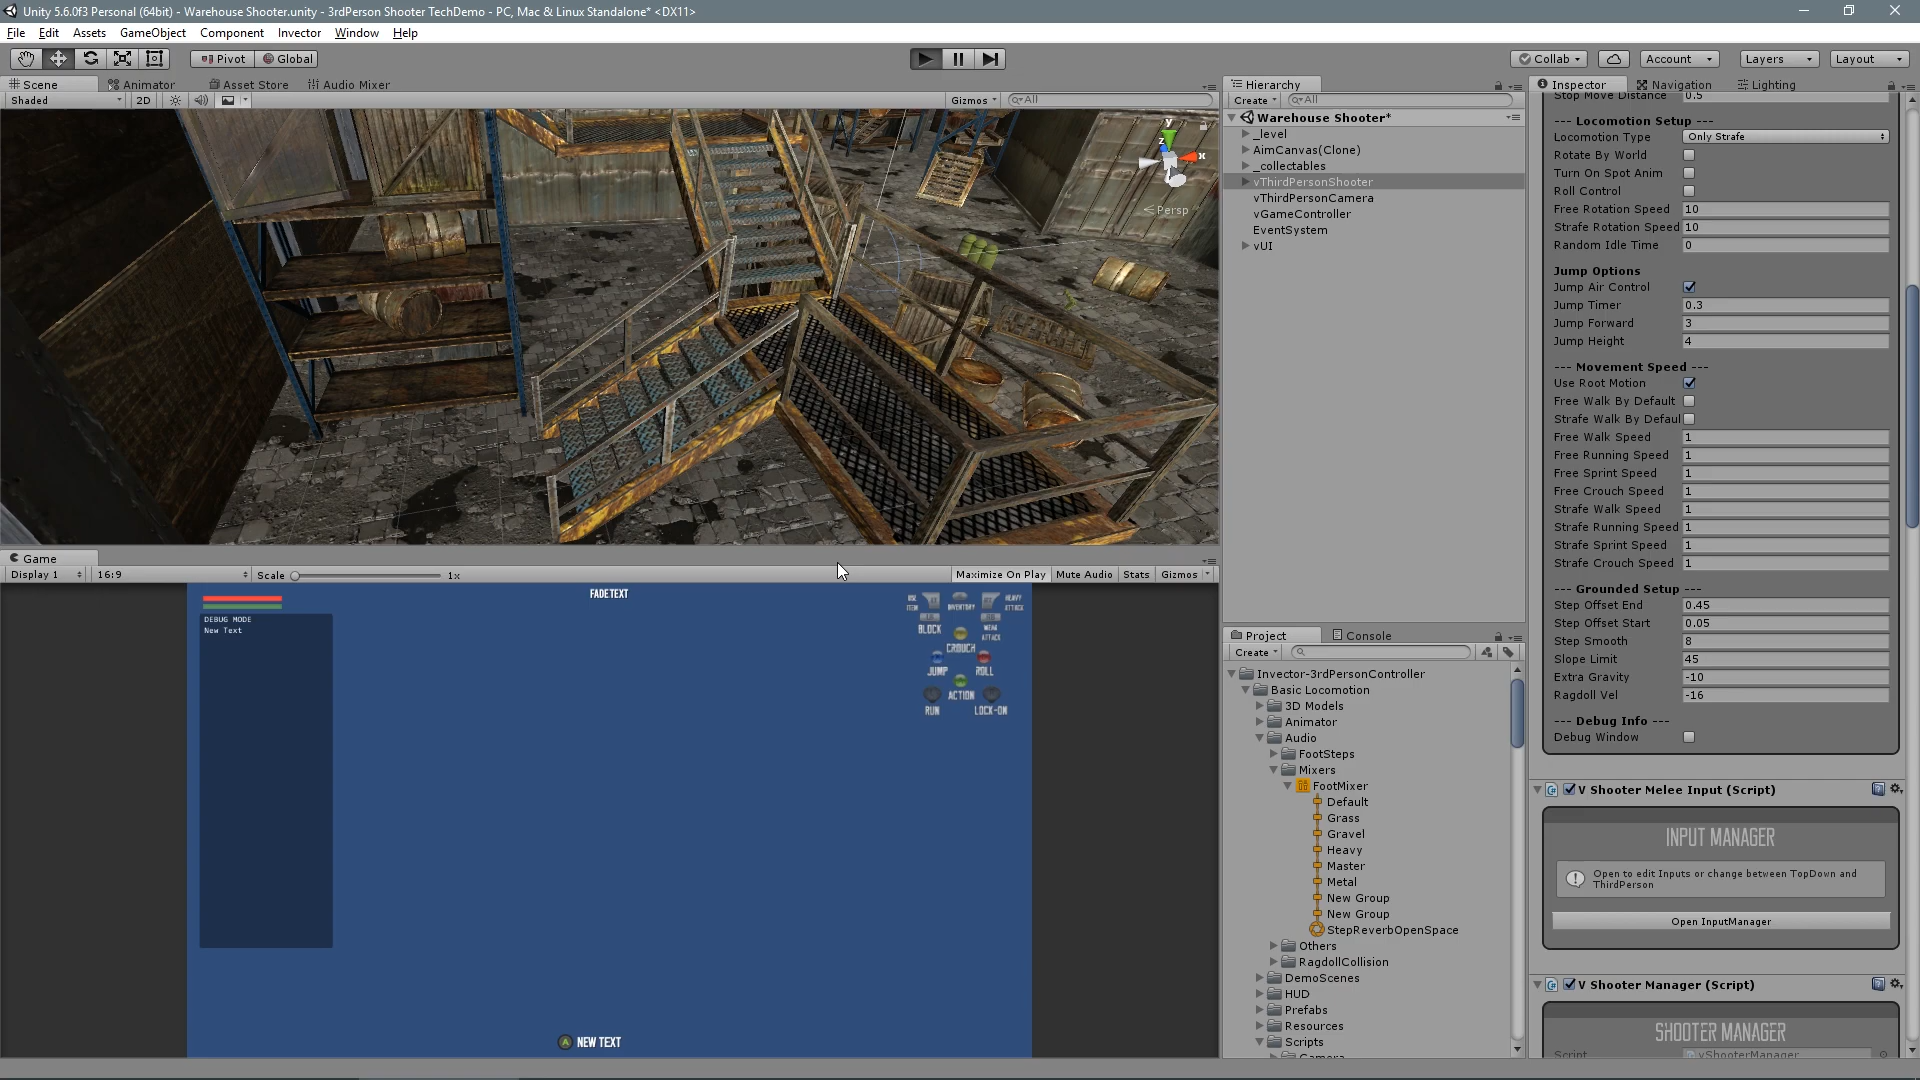 Unity 5.6.0f3 Personal (64bit) - Warehouse Shooter.unity - 3rdPerson Shooter TechDemo - PC, Mac & Linux Standalone* <DX11>
File Edit Assets GameObject Component Invector Window Help
Pivot Global Collab Account Layers Layout
Scene Animator Asset Store Audio Mixer
Shaded 2D Gizmos All
y
z
x
Persp
Game
Display 1 16:9 Scale 1x Maximize On Play Mute Audio Stats Gizmos
FADETEXT
DEBUG MODE
New Text
USE ITEM
INVENTORY
HEAVY ATTACK
BLOCK
WEAK ATTACK
CROUCH
JUMP
ROLL
ACTION
RUN
LOCK-ON
A NEW TEXT
Hierarchy
Create All
Warehouse Shooter*
_level
AimCanvas(Clone)
_collectables
vThirdPersonShooter
vThirdPersonCamera
vGameController
EventSystem
vUI
Project Console
Create
Invector-3rdPersonController
Basic Locomotion
3D Models
Animator
Audio
FootSteps
Mixers
FootMixer
Default
Grass
Gravel
Heavy
Master
Metal
New Group
New Group
StepReverbOpenSpace
Others
RagdollCollision
DemoScenes
HUD
Prefabs
Resources
Scripts
Camera
Inspector Navigation Lighting
Stop Move Distance 0.5
--- Locomotion Setup ---
Locomotion Type Only Strafe
Rotate By World
Turn On Spot Anim
Roll Control
Free Rotation Speed 10
Strafe Rotation Speed 10
Random Idle Time 0
Jump Options
Jump Air Control
Jump Timer 0.3
Jump Forward 3
Jump Height 4
--- Movement Speed ---
Use Root Motion
Free Walk By Default
Strafe Walk By Defaul
Free Walk Speed 1
Free Running Speed 1
Free Sprint Speed 1
Free Crouch Speed 1
Strafe Walk Speed 1
Strafe Running Speed 1
Strafe Sprint Speed 1
Strafe Crouch Speed 1
--- Grounded Setup ---
Step Offset End 0.45
Step Offset Start 0.05
Step Smooth 8
Slope Limit 45
Extra Gravity -10
Ragdoll Vel -16
--- Debug Info ---
Debug Window
V Shooter Melee Input (Script)
INPUT MANAGER
Open to edit Inputs or change between TopDown and
ThirdPerson
Open InputManager
V Shooter Manager (Script)
SHOOTER MANAGER
Script vShooterManager